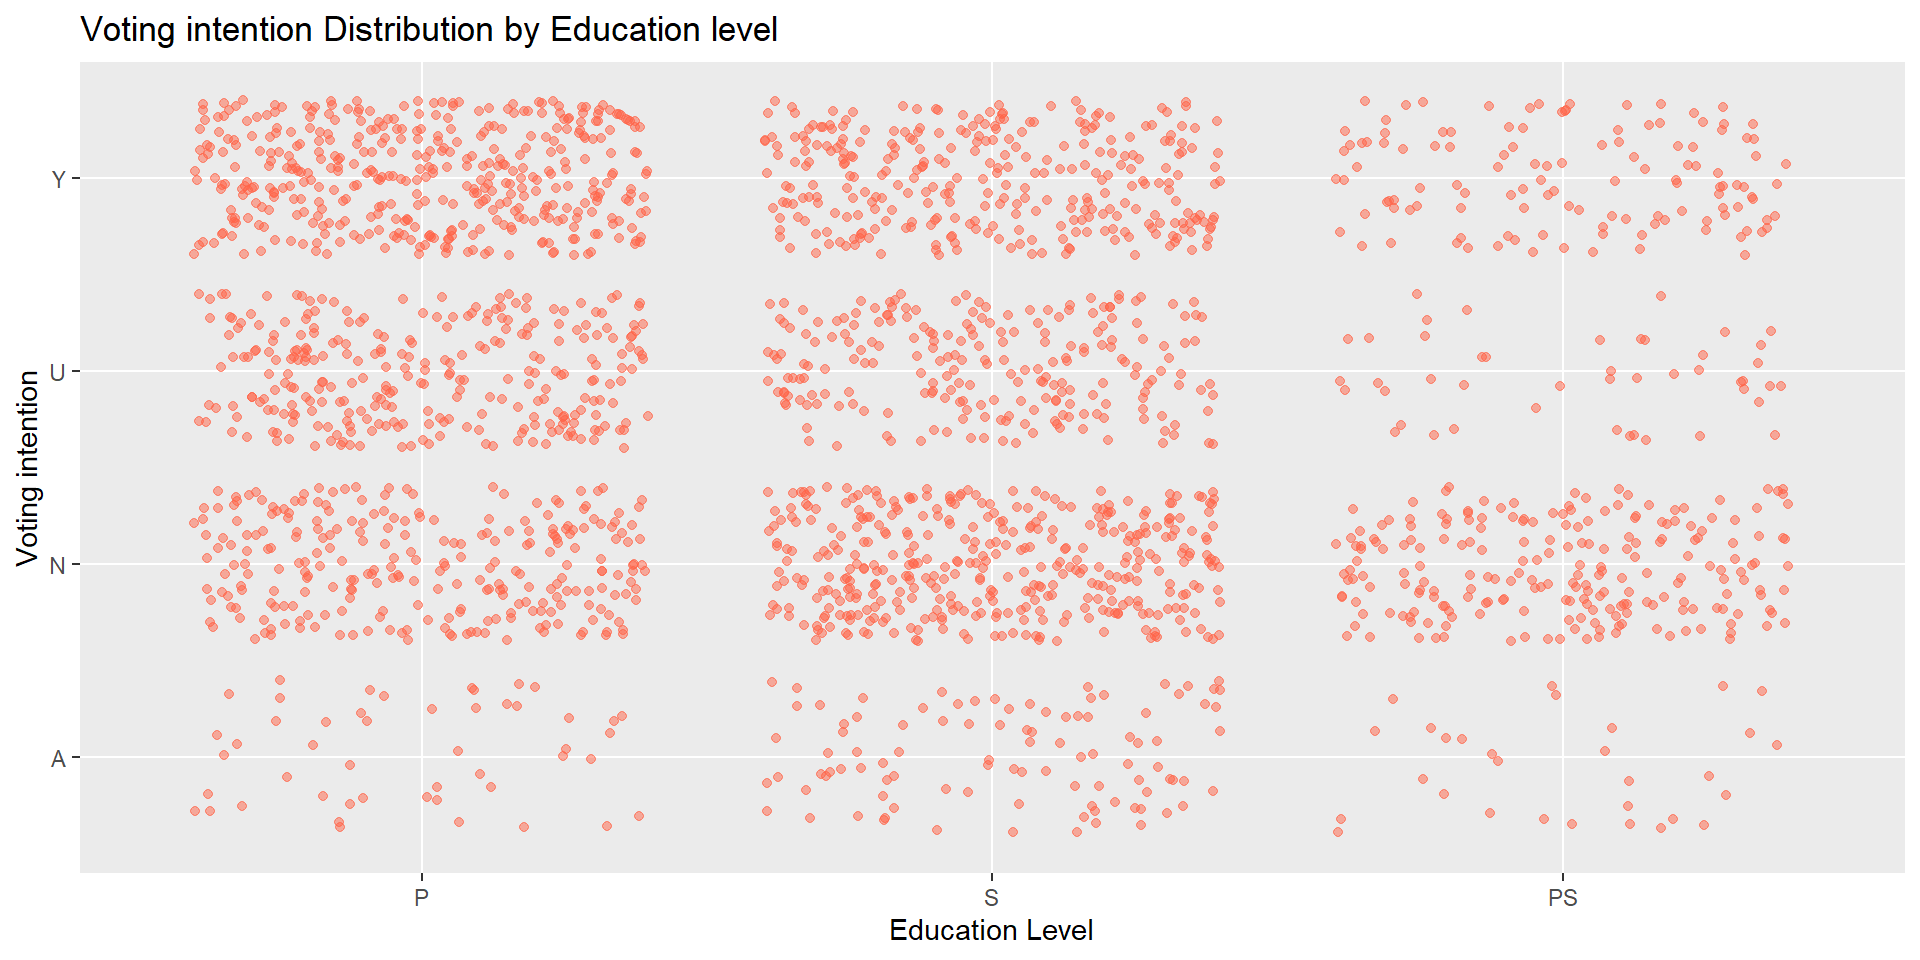 Voting intention Distribution by Education level
Voting intention
Y
U
N
A
P
S
PS
Education Level